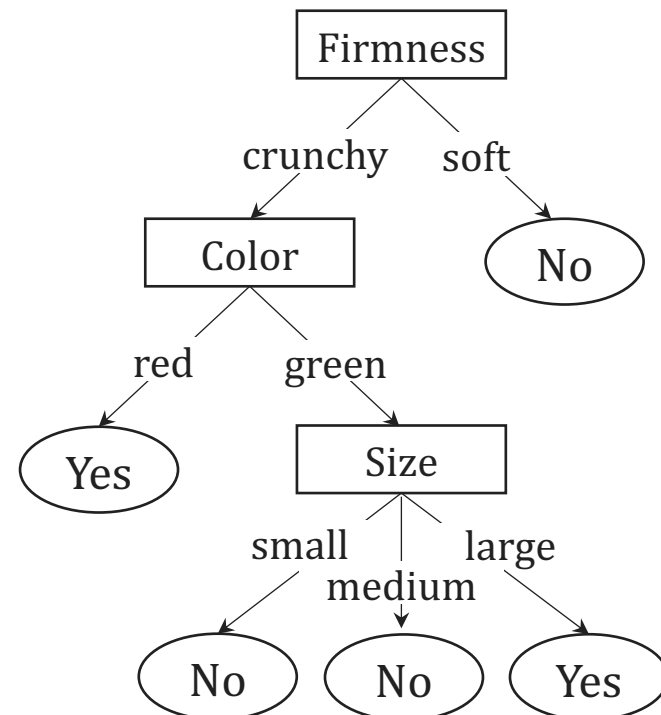 Firmness
crunchy
soft
Color
No
red
green
Yes
Size
small
large
medium
No
No
Yes